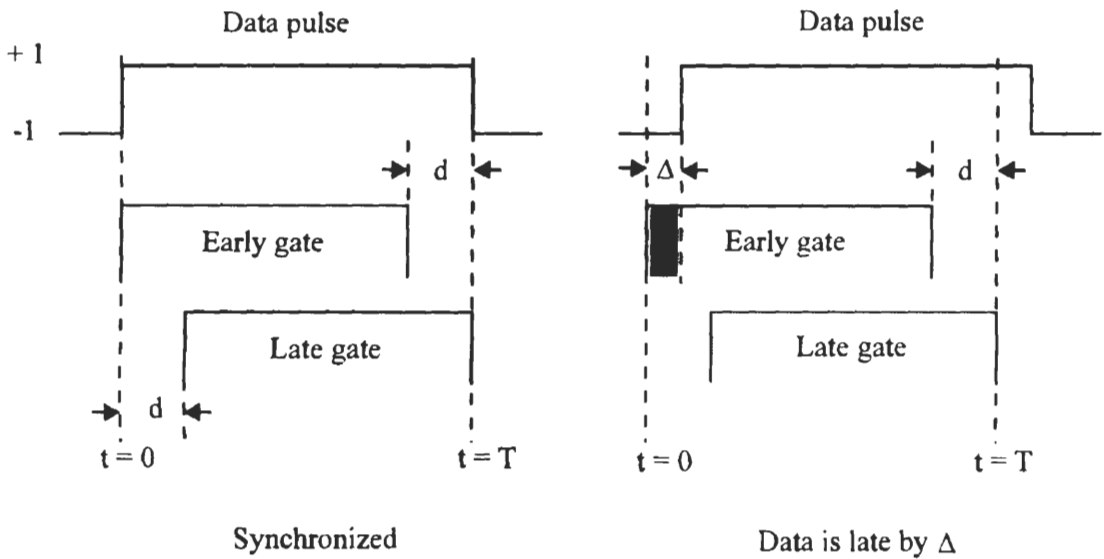 Data pulse
+ 1
-1
d
Early gate
Late gate
d
t = 0
t = T
Synchronized
Data pulse
Δ
d
Early gate
Late gate
t = 0
t = T
Data is late by Δ